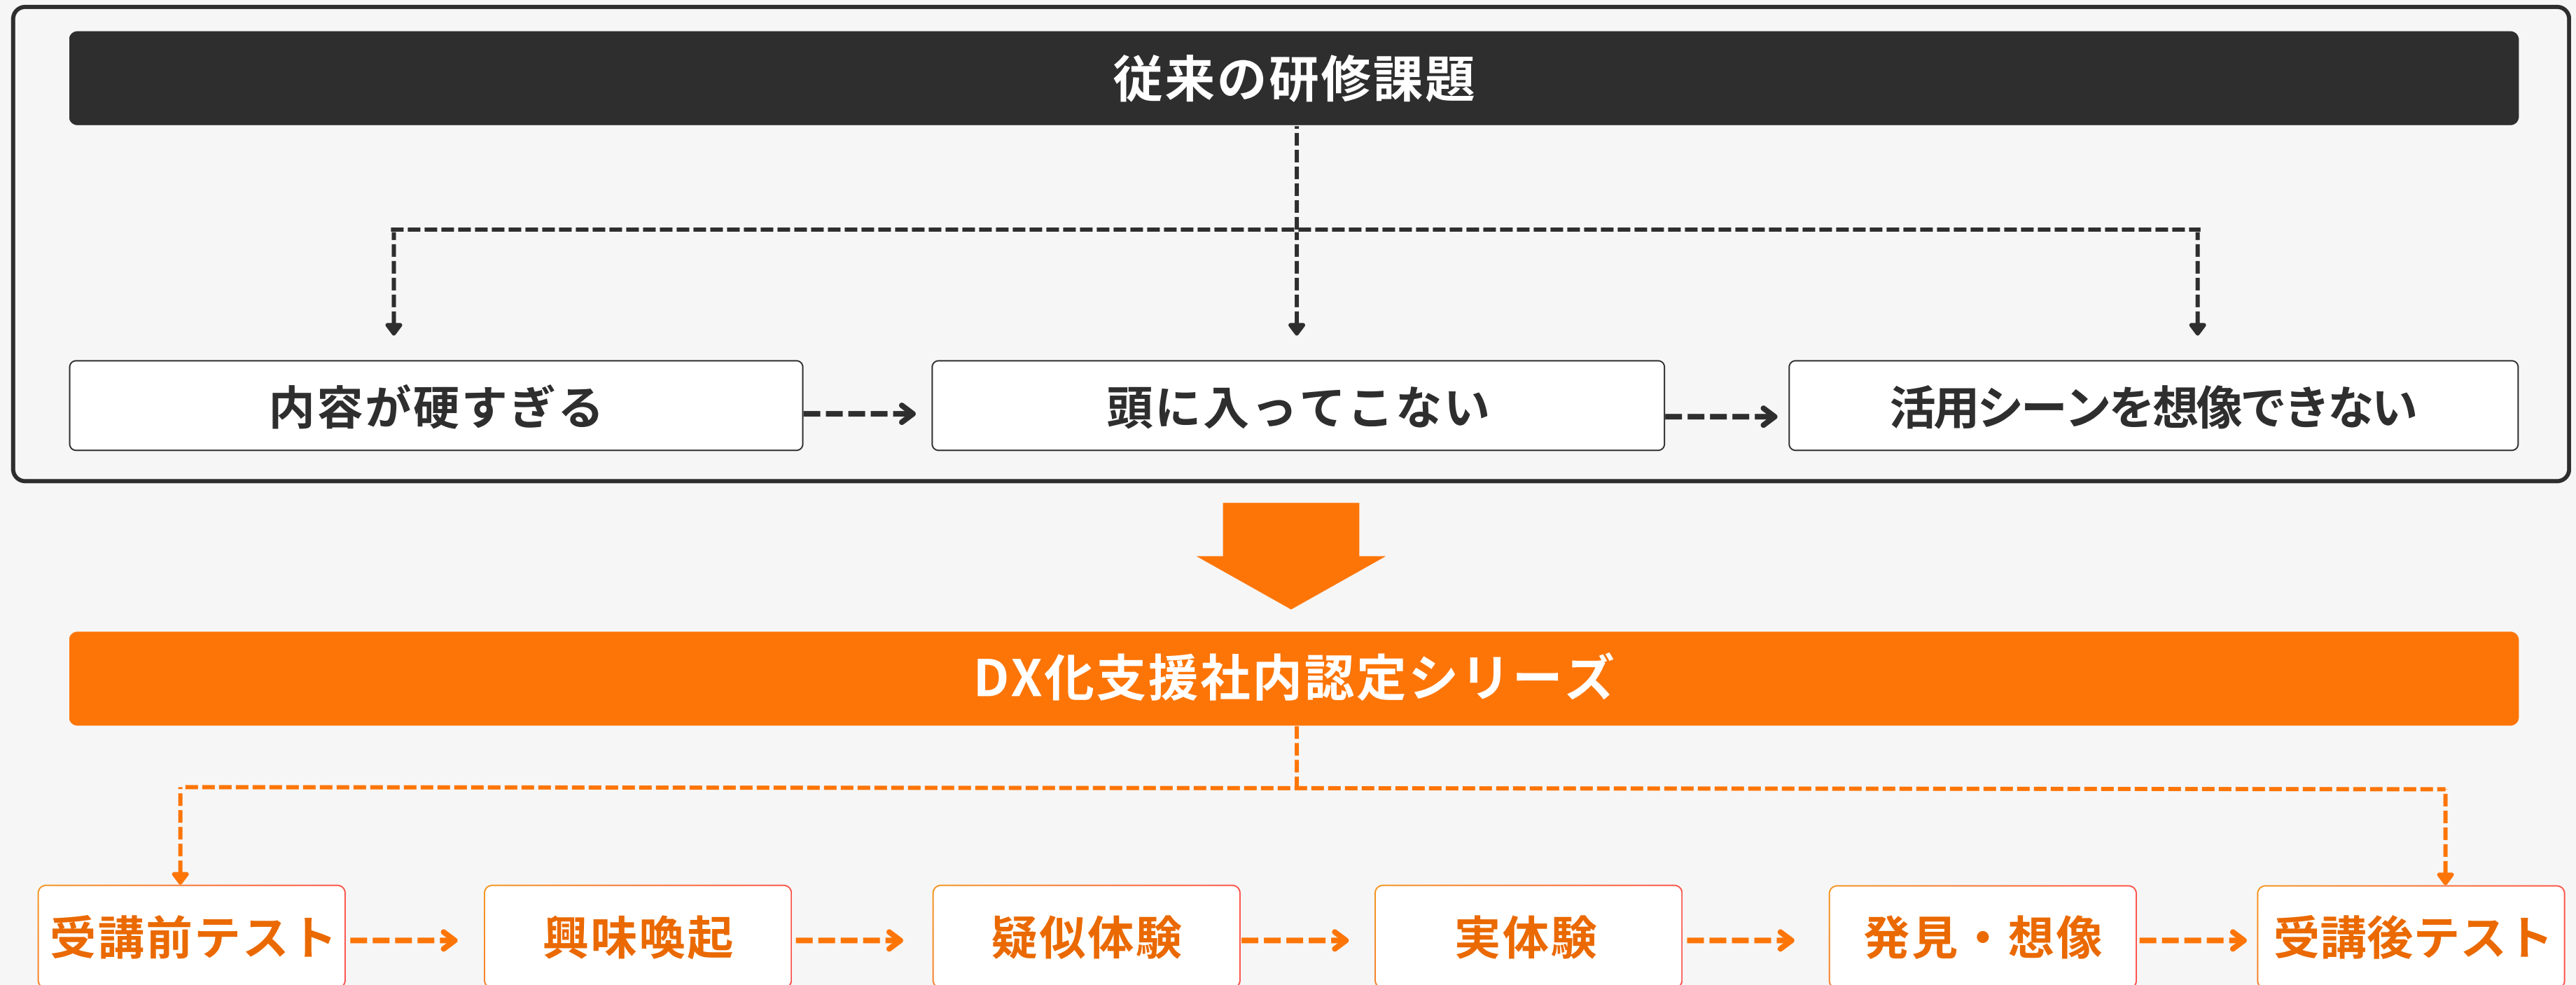 従来の研修課題
内容が硬すぎる
頭に入ってこない
活用シーンを想像できない
DX化支援社内認定シリーズ
受講前テスト
興味喚起
疑似体験
実体験
発見・想像
受講後テスト